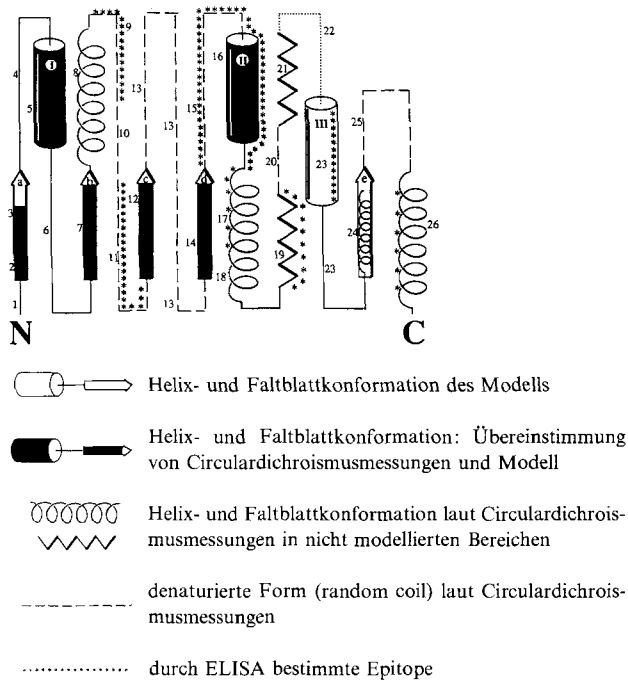 9
22
4
I
8
16
II
21
5
13
15
III
25
10
13
20
23
a
b
c
d
e
3
12
17
7
6
24
26
14
11
19
2
18
23
1
13
N
C
Helix- und Faltblattkonformation des Modells
Helix- und Faltblattkonformation: Übereinstimmung
von Circulardichroismusmessungen und Modell
Helix- und Faltblattkonformation laut Circulardichrois-
musmessungen in nicht modellierten Bereichen
denaturierte Form (random coil) laut Circulardichrois-
musmessungen
durch ELISA bestimmte Epitope